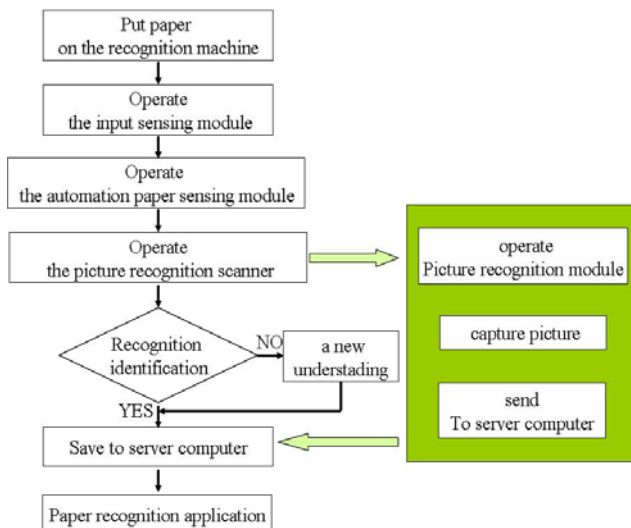 Put paper
on the recognition machine
Operate
the input sensing module
Operate
the automation paper sensing module
Operate
the picture recognition scanner
Recognition
identification
NO
a new
understading
YES
Save to server computer
Paper recognition application
operate
Picture recognition module
capture picture
send
To server computer